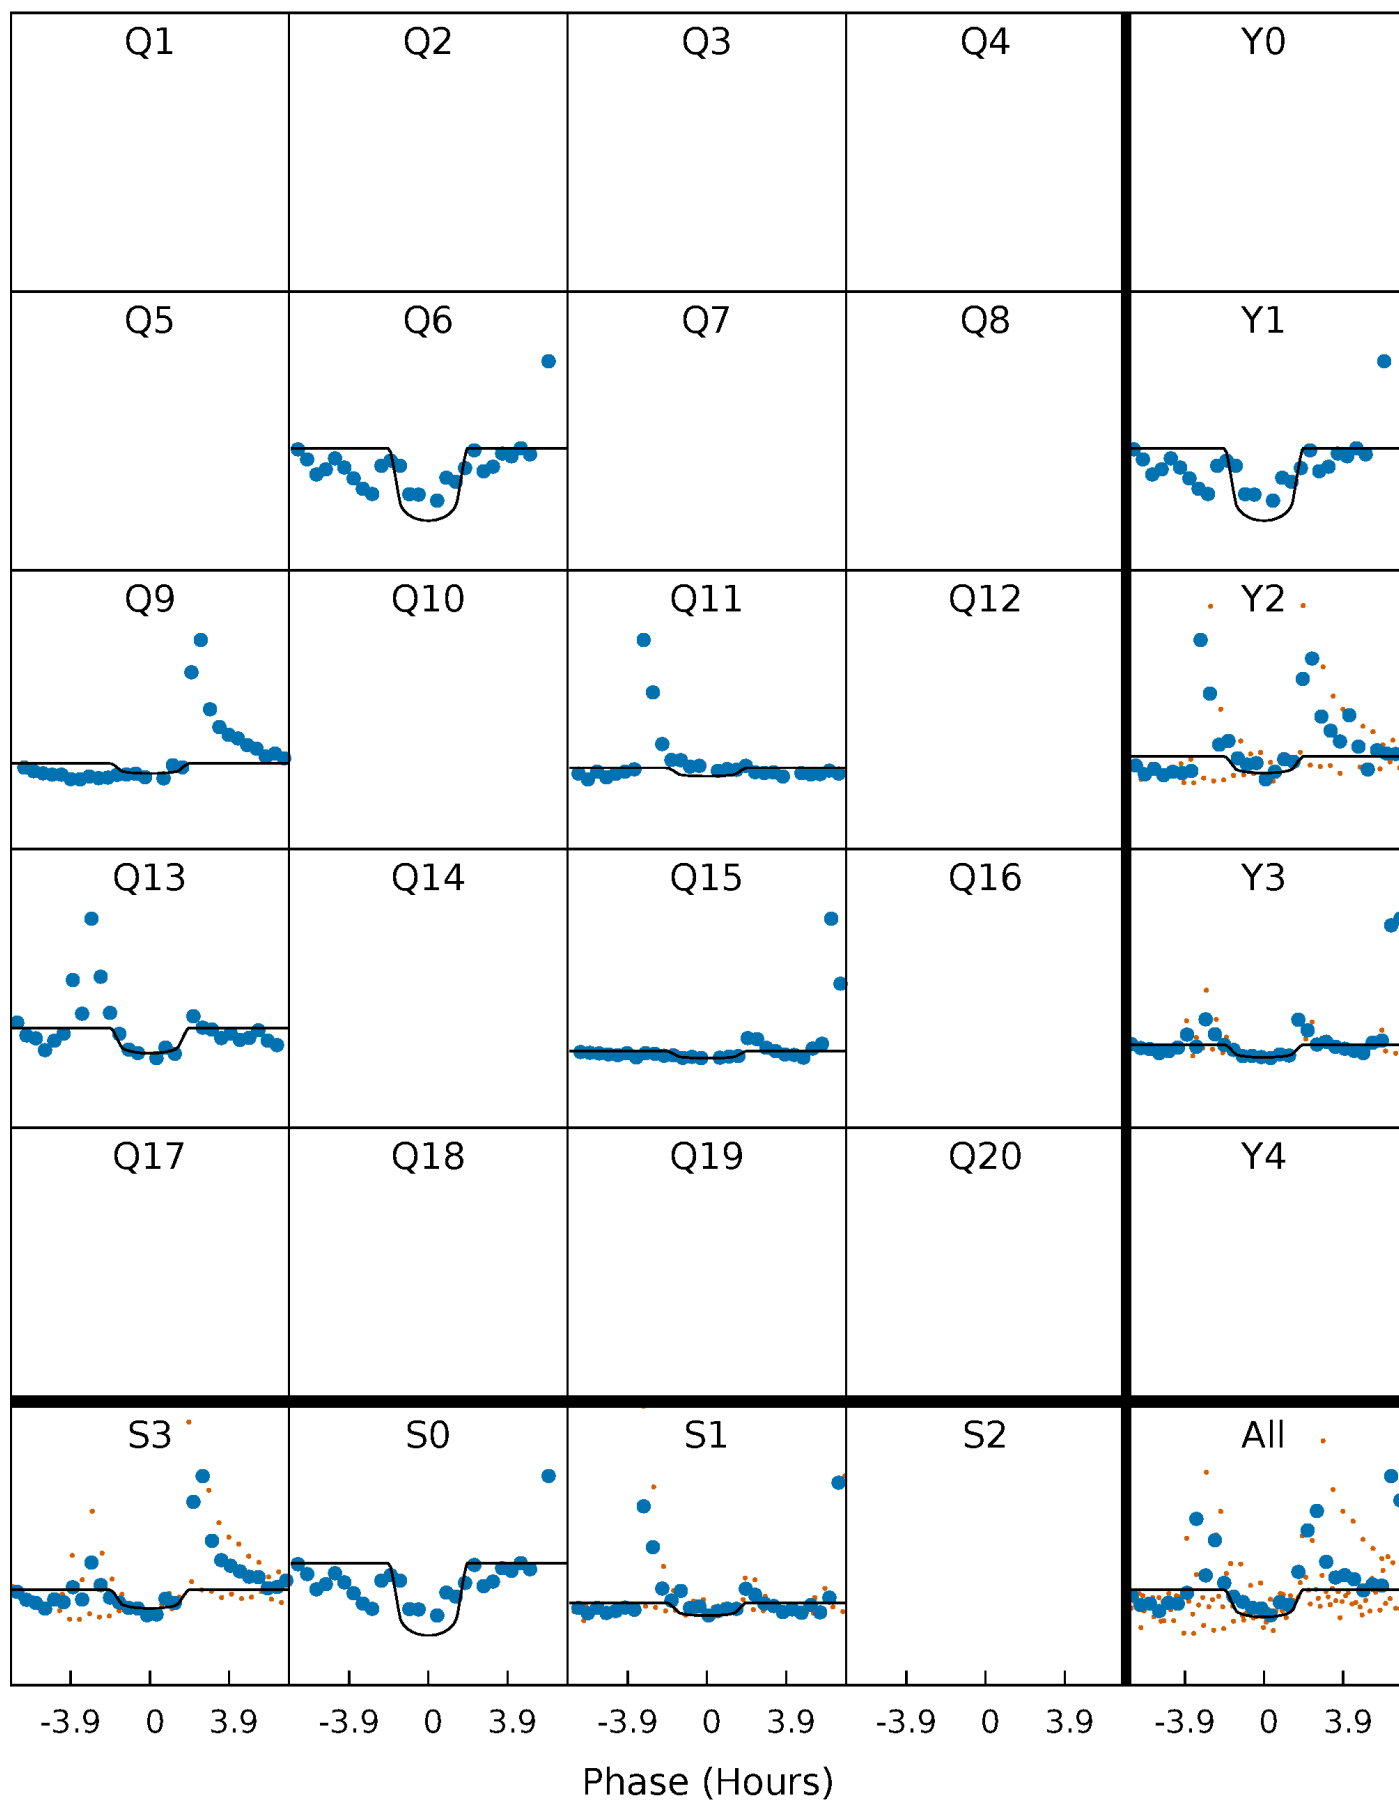 Q1 Q2 Q3 Q4 Y0
Q5 Q6 Q7 Q8 Y1
Q9 Q10 Q11 Q12 Y2
Q13 Q14 Q15 Q16 Y3
Q17 Q18 Q19 Q20 Y4
S3 S0 S1 S2 All
-3.9 0 3.9 -3.9 0 3.9 -3.9 0 3.9 -3.9 0 3.9 -3.9 0 3.9
Phase (Hours)